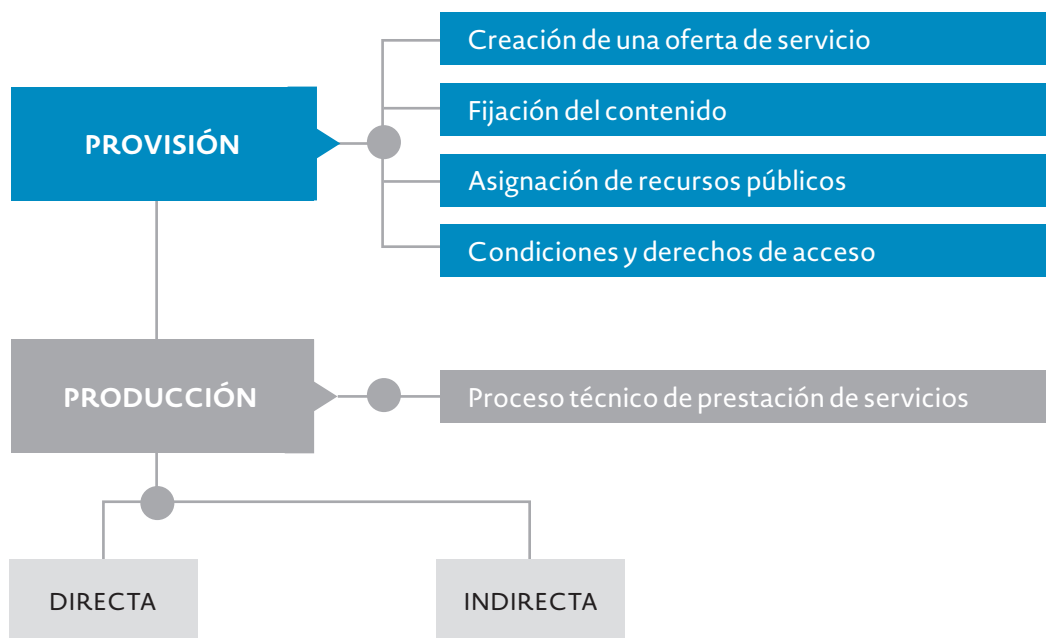 PROVISIÓN
Creación de una oferta de servicio
Fijación del contenido
Asignación de recursos públicos
Condiciones y derechos de acceso
PRODUCCIÓN
Proceso técnico de prestación de servicios
DIRECTA
INDIRECTA